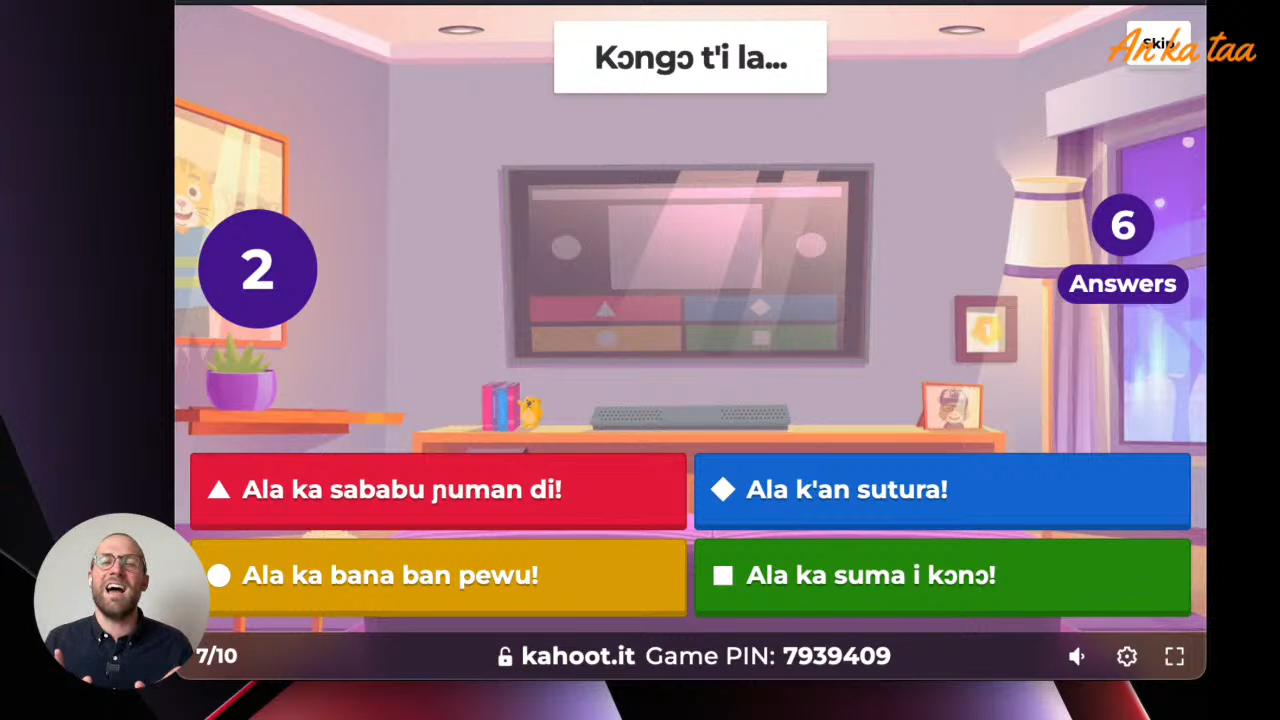 Kɔngɔ t'i la...
Skip
An ka taa
2
6
Answers
Ala ka sababu ɲuman di!
Ala k'an sutura!
Ala ka bana ban pewu!
Ala ka suma i kɔnɔ!
7/10
kahoot.it Game PIN: 7939409